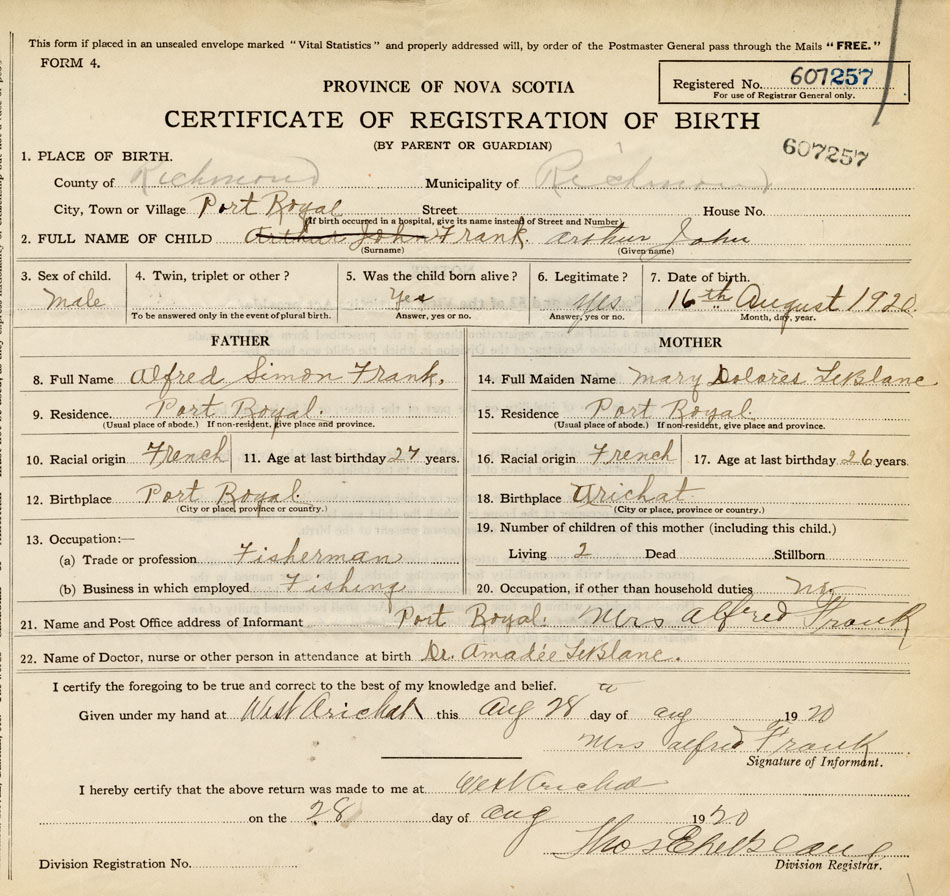 This form if placed in an unsealed envelope marked "Vital Statistics" and properly addressed will, by order of the Postmaster General pass through the Mails "FREE."
FORM 4.
Registered No. 607257
For use of Registrar General only.
PROVINCE OF NOVA SCOTIA
CERTIFICATE OF REGISTRATION OF BIRTH
(BY PARENT OR GUARDIAN)
607257
1. PLACE OF BIRTH.
County of Richmond Municipality of Richmond
City, Town or Village Port Royal Street House No.
(If birth occurred in a hospital, give its name instead of Street and Number)
2. FULL NAME OF CHILD Arthur John Frank. Arthur John
(Surname) (Given name)
3. Sex of child. 4. Twin, triplet or other? 5. Was the child born alive? 6. Legitimate? 7. Date of birth.
Male Yes yes 16th August 1920.
To be answered only in the event of plural birth. Answer, yes or no. Answer, yes or no. Month, day, year.
FATHER MOTHER
8. Full Name Alfred Simon Frank. 14. Full Maiden Name Mary Dolores LeBlanc
9. Residence. Port Royal. 15. Residence Port Royal.
(Usual place of abode.) If non-resident, give place and province. (Usual place of abode.) If non-resident, give place and province.
10. Racial origin French 11. Age at last birthday 27 years. 16. Racial origin French 17. Age at last birthday 26 years.
12. Birthplace Port Royal. 18. Birthplace Arichat.
(City or place, province or country.) (City or place, province or country.)
13. Occupation:— 19. Number of children of this mother (including this child.)
(a) Trade or profession Fisherman Living 2 Dead Stillborn
(b) Business in which employed Fishing 20. Occupation, if other than household duties No.
21. Name and Post Office address of Informant Port Royal. Mrs Alfred Frank
22. Name of Doctor, nurse or other person in attendance at birth Dr. Amadée LeBlanc.
I certify the foregoing to be true and correct to the best of my knowledge and belief.
Given under my hand at West Arichat this Aug 28 day of Aug 1920
Mrs Alfred Frank
Signature of Informant.
I hereby certify that the above return was made to me at West Arichat
on the 28 day of Aug 1920
Division Registration No. Division Registrar.